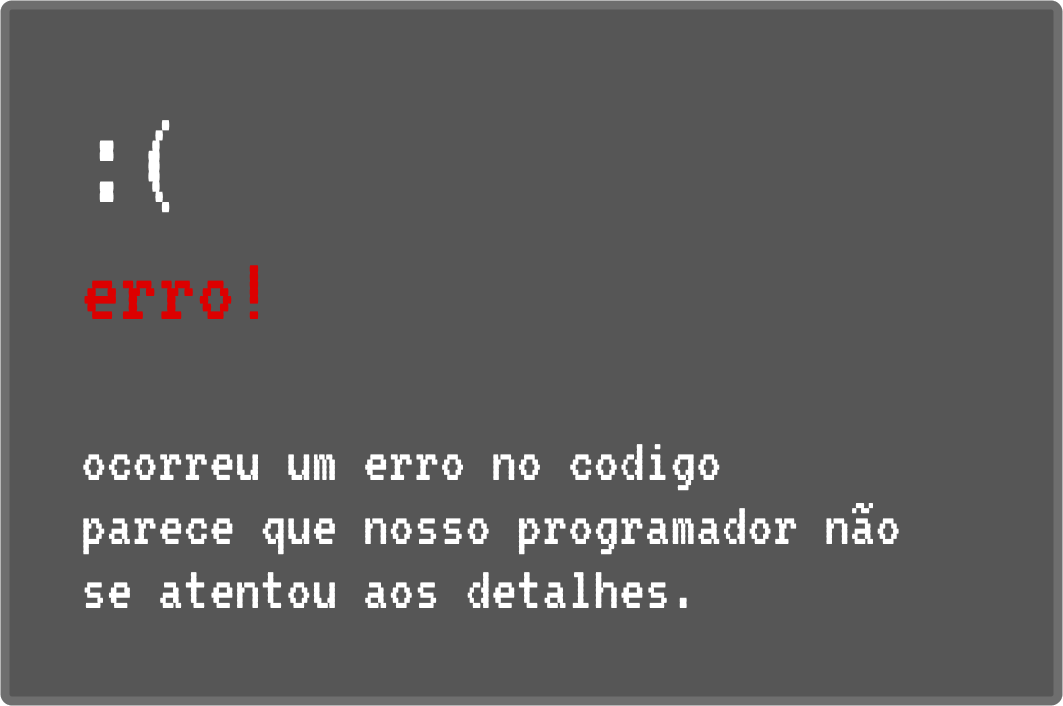 :(
erro!
ocorreu um erro no codigo
parece que nosso programador não
se atentou aos detalhes.